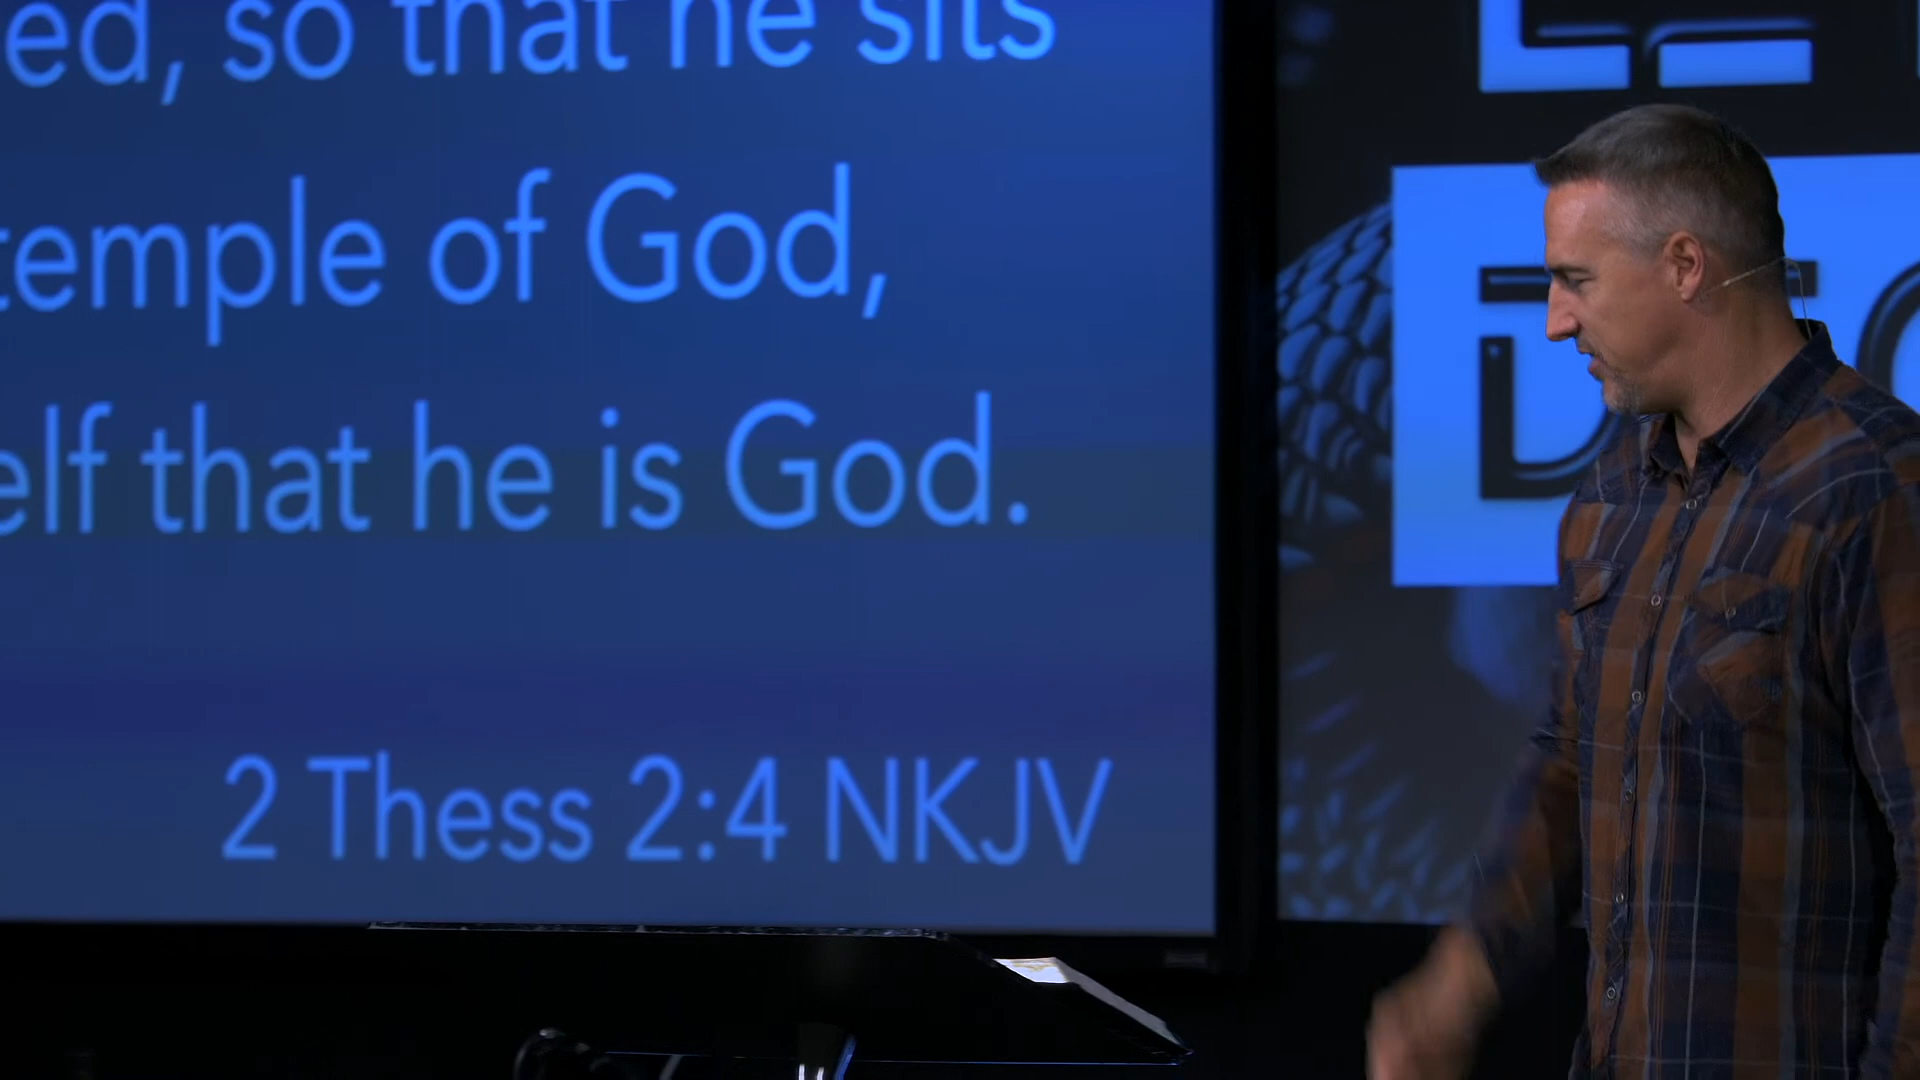 ed, so that he sits
temple of God,
elf that he is God.
2 Thess 2:4 NKJV